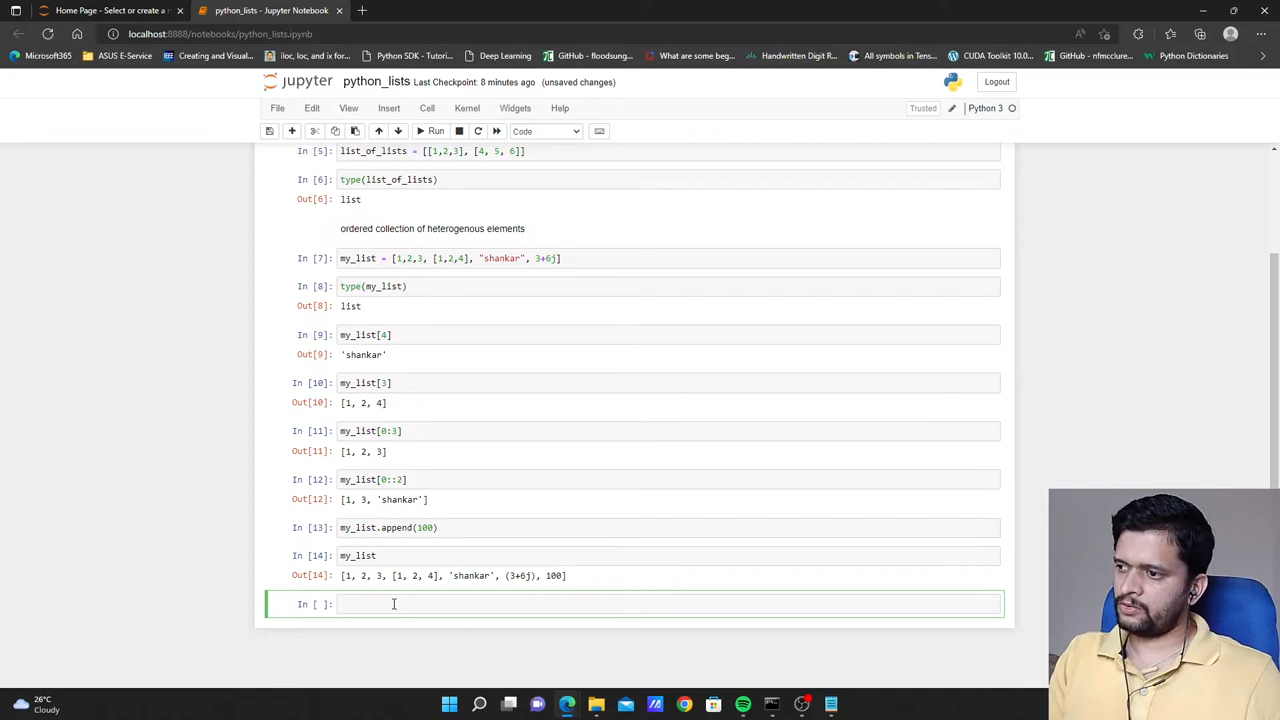 Home Page - Select or create a n
python_lists - Jupyter Notebook
localhost:8888/notebooks/python_lists.ipynb
Microsoft365
ASUS E-Service
Creating and Visual...
iloc, loc, and ix for...
Python SDK - Tutori...
Deep Learning
GitHub - floodsung...
What are some beg...
Handwritten Digit R...
All symbols in Tens...
CUDA Toolkit 10.0...
GitHub - nfmcclure...
Python Dictionaries
jupyter python_lists Last Checkpoint: 8 minutes ago (unsaved changes)
Logout
File Edit View Insert Cell Kernel Widgets Help
Trusted
Python 3
Run
Code
In [5]: list_of_lists = [[1,2,3], [4, 5, 6]]
In [6]: type(list_of_lists)
Out[6]: list
ordered collection of heterogenous elements
In [7]: my_list = [1,2,3, [1,2,4], "shankar", 3+6j]
In [8]: type(my_list)
Out[8]: list
In [9]: my_list[4]
Out[9]: 'shankar'
In [10]: my_list[3]
Out[10]: [1, 2, 4]
In [11]: my_list[0:3]
Out[11]: [1, 2, 3]
In [12]: my_list[0::2]
Out[12]: [1, 3, 'shankar']
In [13]: my_list.append(100)
In [14]: my_list
Out[14]: [1, 2, 3, [1, 2, 4], 'shankar', (3+6j), 100]
In [ ]:
26°C
Cloudy